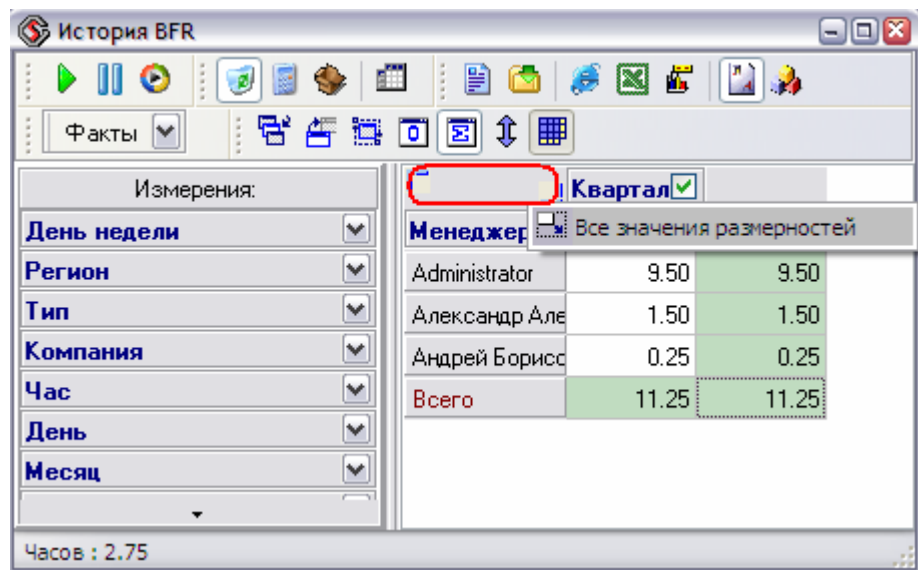 История BFR
Факты
Измерения:
День недели
Регион
Тип
Компания
Час
День
Месяц
Квартал
Все значения размерностей
Менеджер
Administrator 9.50 9.50
Александр Але 1.50 1.50
Андрей Борисо 0.25 0.25
Всего 11.25 11.25
Часов : 2.75